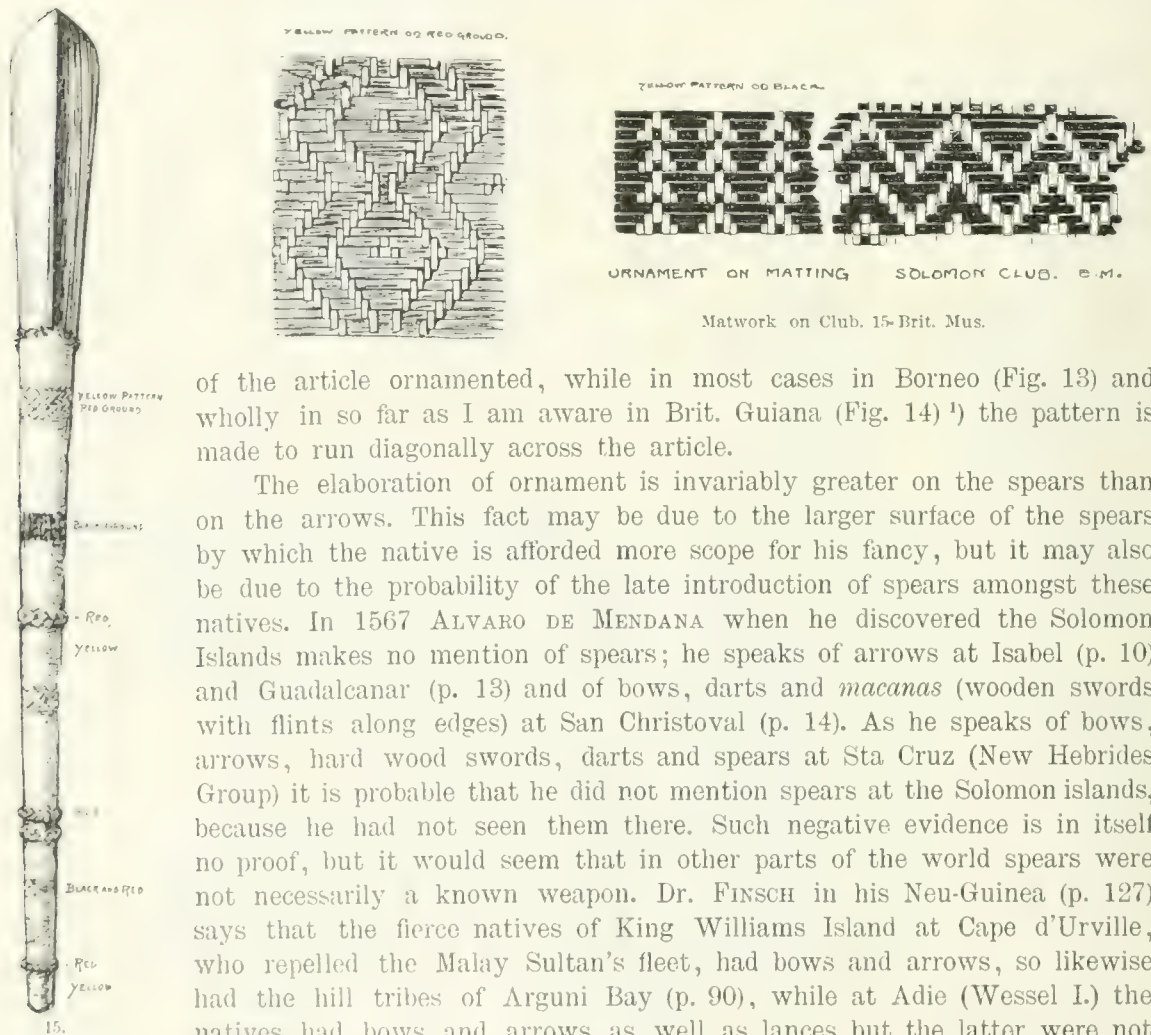 YELLOW PATTERN ON RED GROUND.
YELLOW PATTERN ON BLACK
ORNAMENT ON MATTING SOLOMON CLUB. B.M.
Matwork on Club. 15-Brit. Mus.
YELLOW PATTERN
RED GROUND
RED,
YELLOW
BLACK AND RED
RED
YELLOW
15.
of the article ornamented, while in most cases in Borneo (Fig. 13) and
wholly in so far as I am aware in Brit. Guiana (Fig. 14) ¹) the pattern is
made to run diagonally across the article.
The elaboration of ornament is invariably greater on the spears than
on the arrows. This fact may be due to the larger surface of the spears
by which the native is afforded more scope for his fancy, but it may also
be due to the probability of the late introduction of spears amongst these
natives. In 1567 ALVARO DE MENDANA when he discovered the Solomon
Islands makes no mention of spears; he speaks of arrows at Isabel (p. 10)
and Guadalcanar (p. 13) and of bows, darts and macanas (wooden swords
with flints along edges) at San Christoval (p. 14). As he speaks of bows,
arrows, hard wood swords, darts and spears at Sta Cruz (New Hebrides
Group) it is probable that he did not mention spears at the Solomon islands,
because he had not seen them there. Such negative evidence is in itself
no proof, but it would seem that in other parts of the world spears were
not necessarily a known weapon. Dr. FINSCH in his Neu-Guinea (p. 127)
says that the fierce natives of King Williams Island at Cape d'Urville,
who repelled the Malay Sultan's fleet, had bows and arrows, so likewise
had the hill tribes of Arguni Bay (p. 90), while at Adie (Wessel I.) the
natives had bows and arrows as well as lances but the latter were not